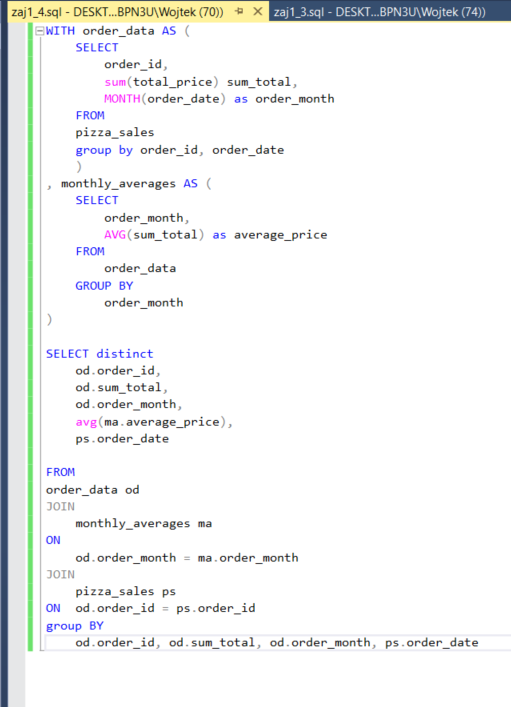 zaj1_4.sql - DESKT...BPN3U\Wojtek (70)) zaj1_3.sql - DESKT...BPN3U\Wojtek (74))
WITH order_data AS (
    SELECT
        order_id,
        sum(total_price) sum_total,
        MONTH(order_date) as order_month
    FROM
    pizza_sales
    group by order_id, order_date
    )
, monthly_averages AS (
    SELECT
        order_month,
        AVG(sum_total) as average_price
    FROM
        order_data
    GROUP BY
        order_month
)
SELECT distinct
    od.order_id,
    od.sum_total,
    od.order_month,
    avg(ma.average_price),
    ps.order_date
FROM
order_data od
JOIN
    monthly_averages ma
ON
    od.order_month = ma.order_month
JOIN
    pizza_sales ps
ON  od.order_id = ps.order_id
group BY
    od.order_id, od.sum_total, od.order_month, ps.order_date